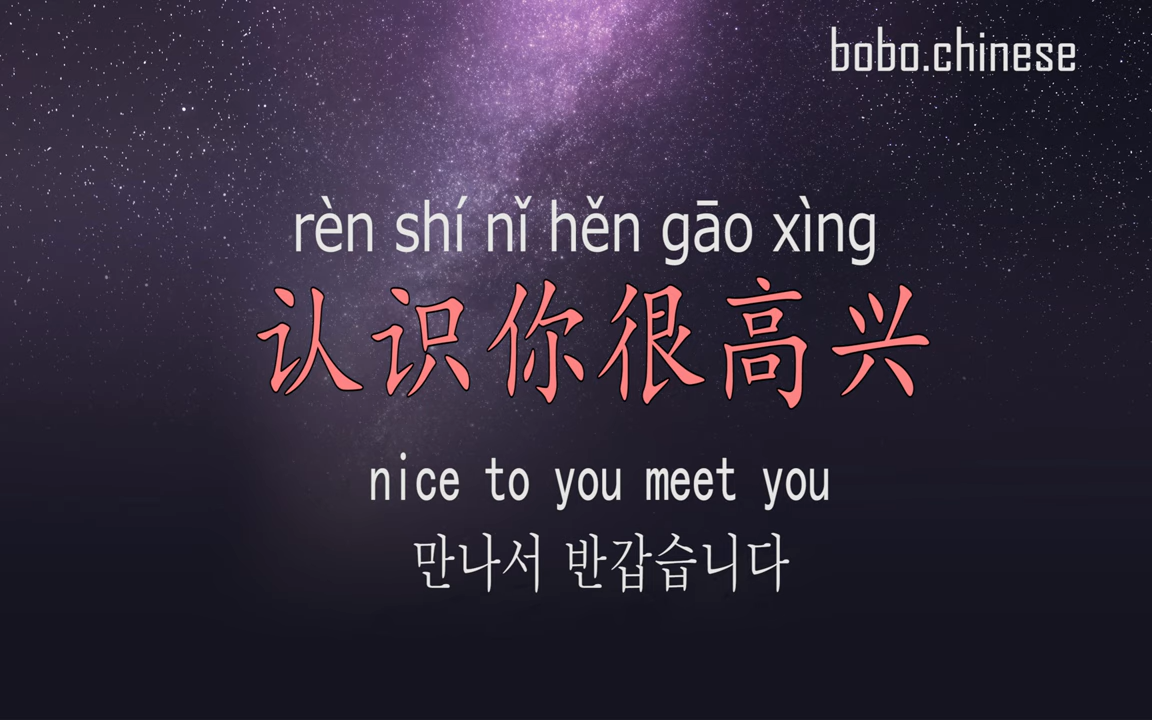 bobo.chinese
rèn shí nǐ hěn gāo xìng
认识你很高兴
nice to you meet you
만나서 반갑습니다